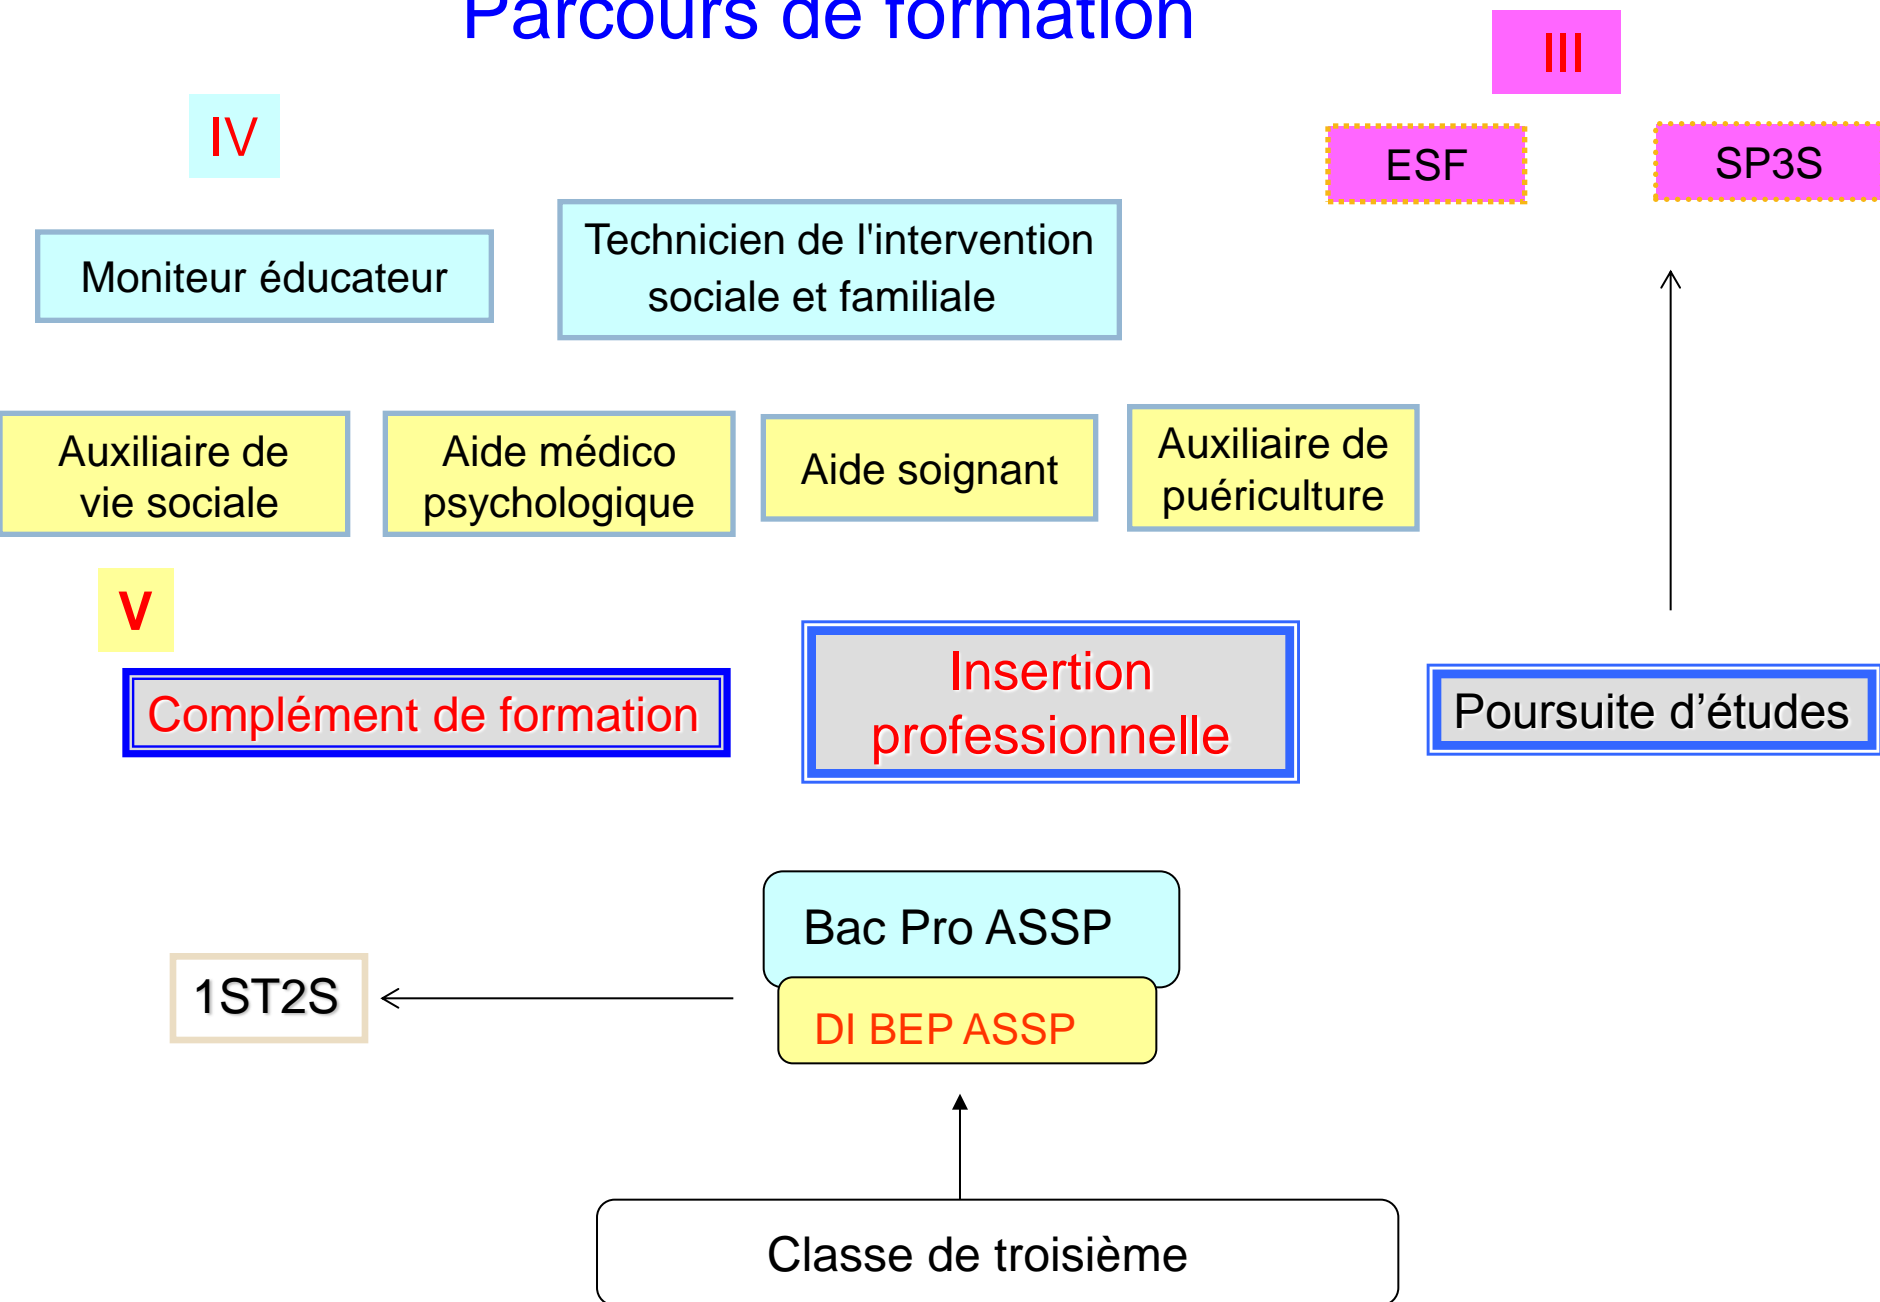 Parcours de formation
III
IV
ESF
SP3S
Moniteur éducateur
Technicien de l'intervention
sociale et familiale
Auxiliaire de
vie sociale
Aide médico
psychologique
Aide soignant
Auxiliaire de
puériculture
V
Complément de formation
Insertion
professionnelle
Poursuite d’études
Bac Pro ASSP
1ST2S
DI BEP ASSP
Classe de troisième